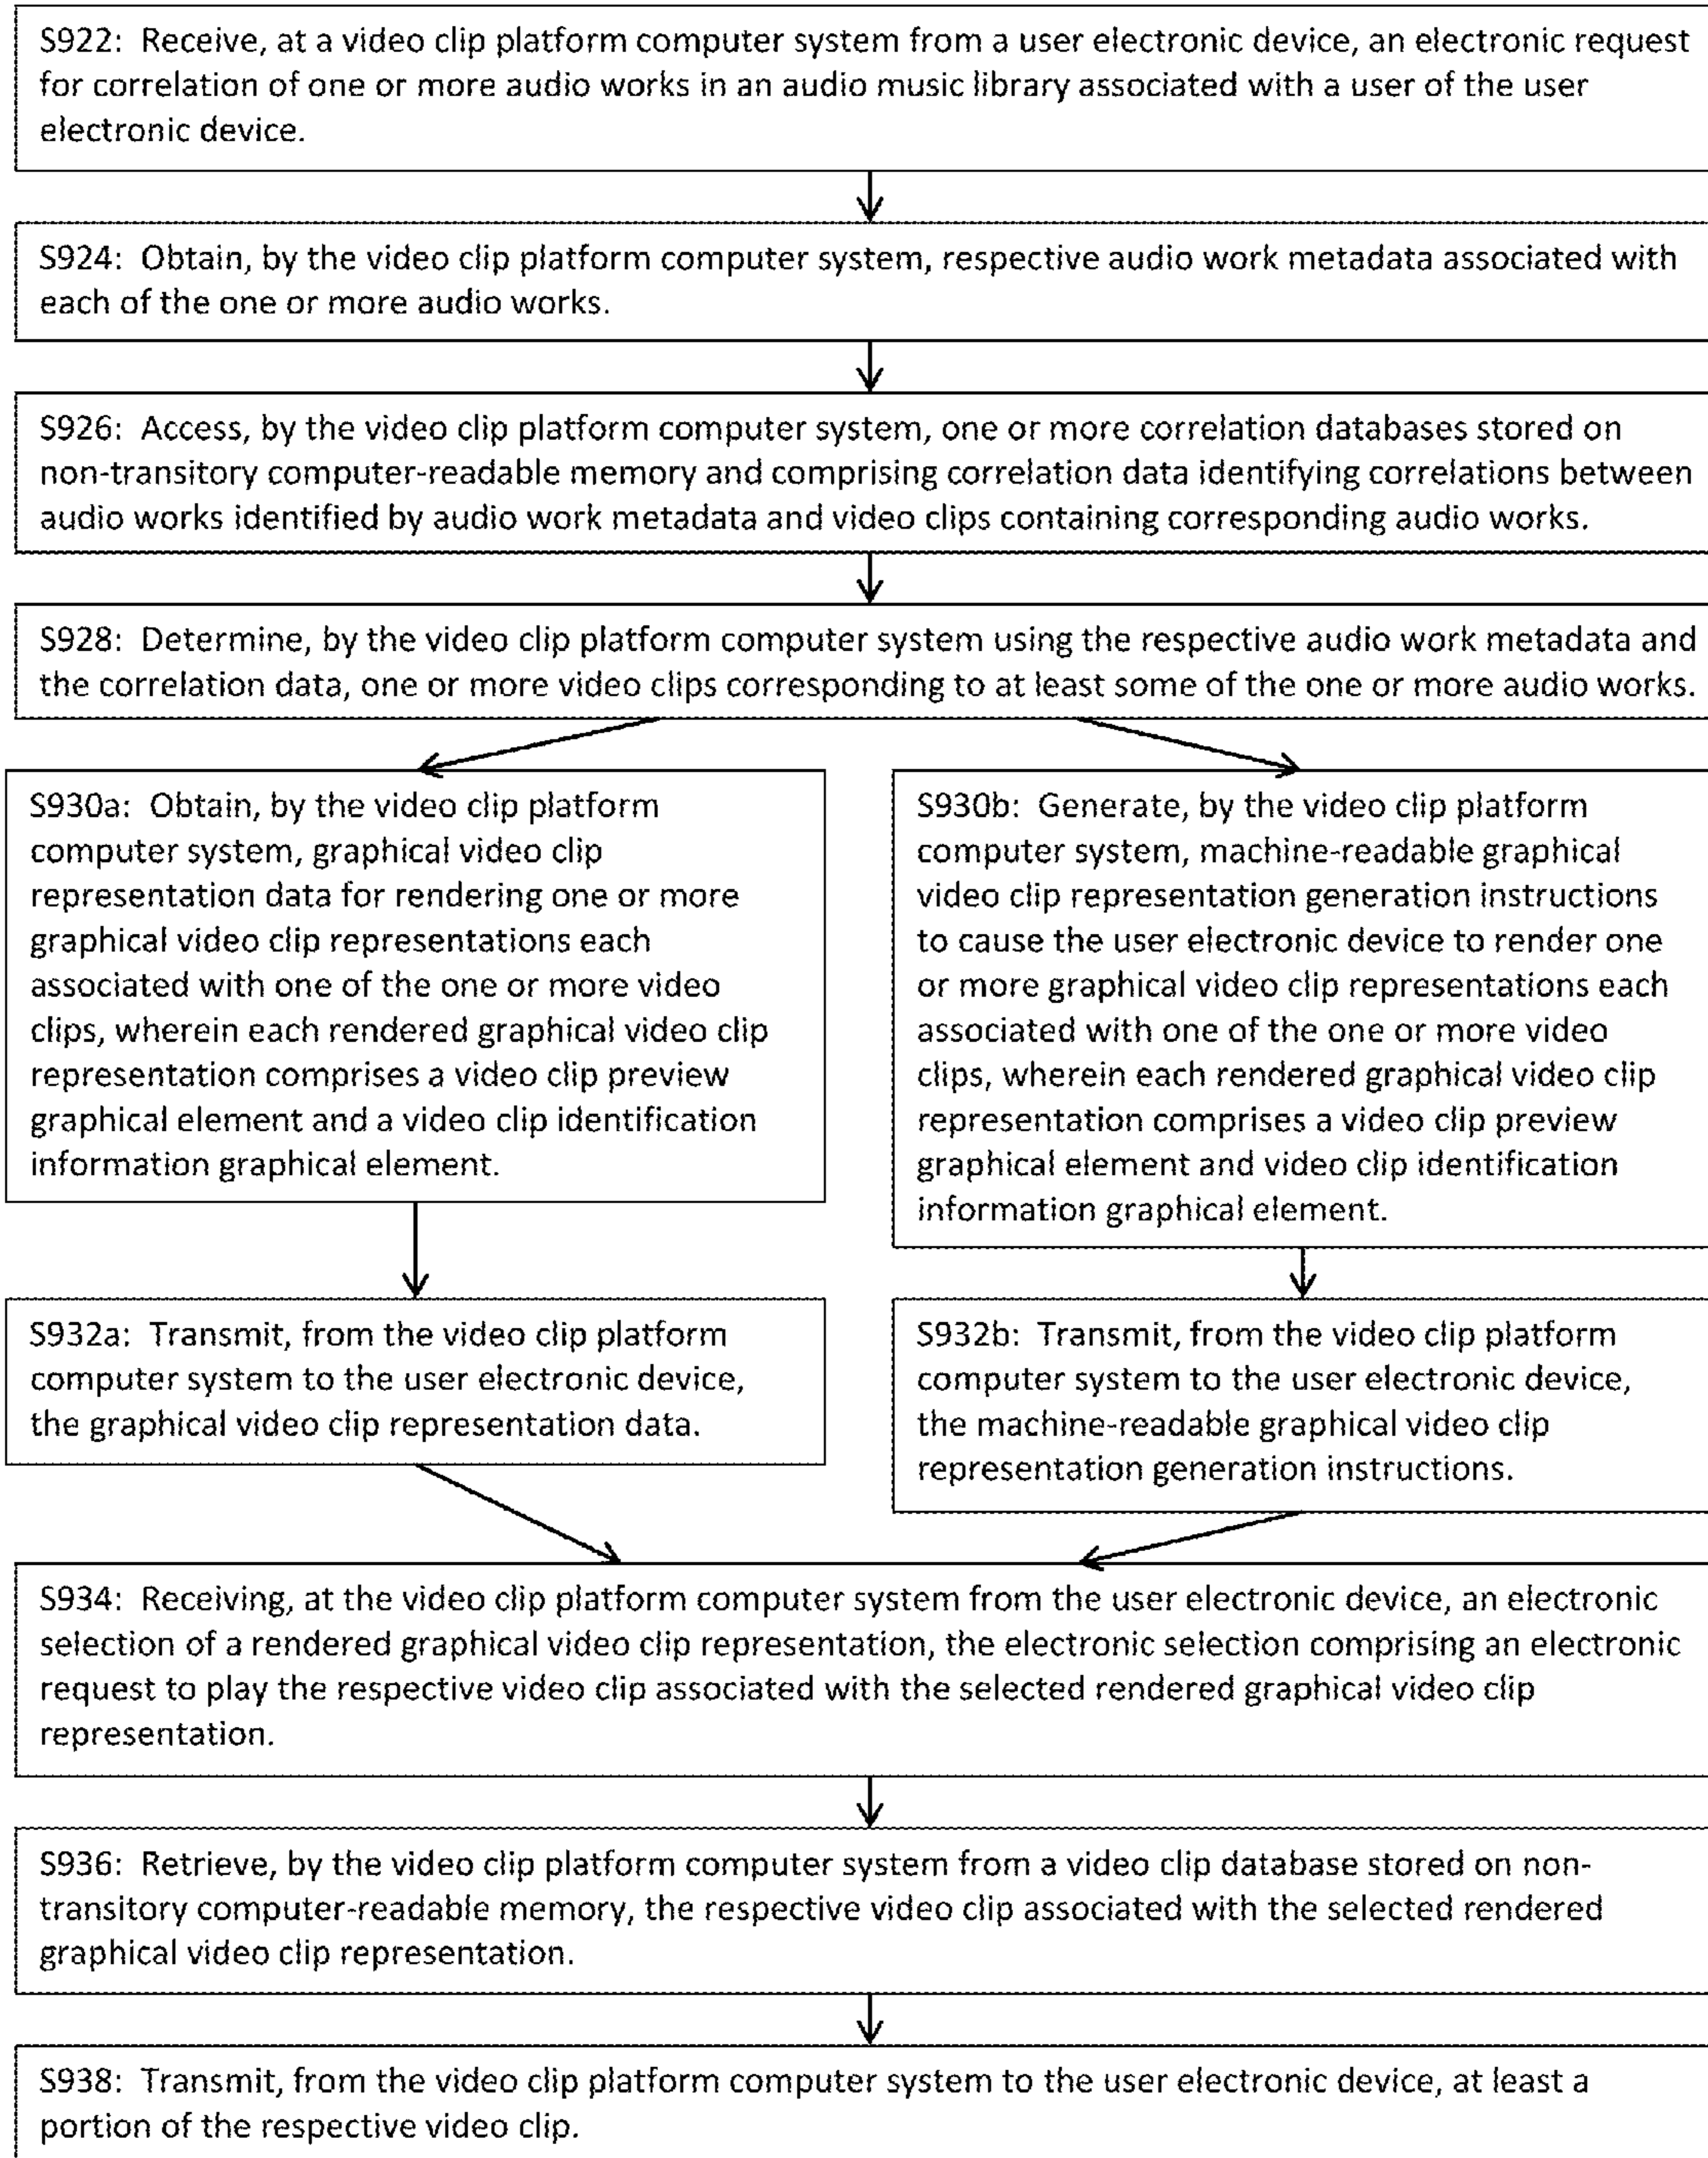 S922: Receive, at a video clip platform computer system from a user electronic device, an electronic request
for correlation of one or more audio works in an audio music library associated with a user of the user
electronic device.
S924: Obtain, by the video clip platform computer system, respective audio work metadata associated with
each of the one or more audio works.
S926: Access, by the video clip platform computer system, one or more correlation databases stored on
non-transitory computer-readable memory and comprising correlation data identifying correlations between
audio works identified by audio work metadata and video clips containing corresponding audio works.
S928: Determine, by the video clip platform computer system using the respective audio work metadata and
the correlation data, one or more video clips corresponding to at least some of the one or more audio works.
S930a: Obtain, by the video clip platform
computer system, graphical video clip
representation data for rendering one or more
graphical video clip representations each
associated with one of the one or more video
clips, wherein each rendered graphical video clip
representation comprises a video clip preview
graphical element and a video clip identification
information graphical element.
S930b: Generate, by the video clip platform
computer system, machine-readable graphical
video clip representation generation instructions
to cause the user electronic device to render one
or more graphical video clip representations each
associated with one of the one or more video
clips, wherein each rendered graphical video clip
representation comprises a video clip preview
graphical element and video clip identification
information graphical element.
S932a: Transmit, from the video clip platform
computer system to the user electronic device,
the graphical video clip representation data.
S932b: Transmit, from the video clip platform
computer system to the user electronic device,
the machine-readable graphical video clip
representation generation instructions.
S934: Receiving, at the video clip platform computer system from the user electronic device, an electronic
selection of a rendered graphical video clip representation, the electronic selection comprising an electronic
request to play the respective video clip associated with the selected rendered graphical video clip
representation.
S936: Retrieve, by the video clip platform computer system from a video clip database stored on non-
transitory computer-readable memory, the respective video clip associated with the selected rendered
graphical video clip representation.
S938: Transmit, from the video clip platform computer system to the user electronic device, at least a
portion of the respective video clip.